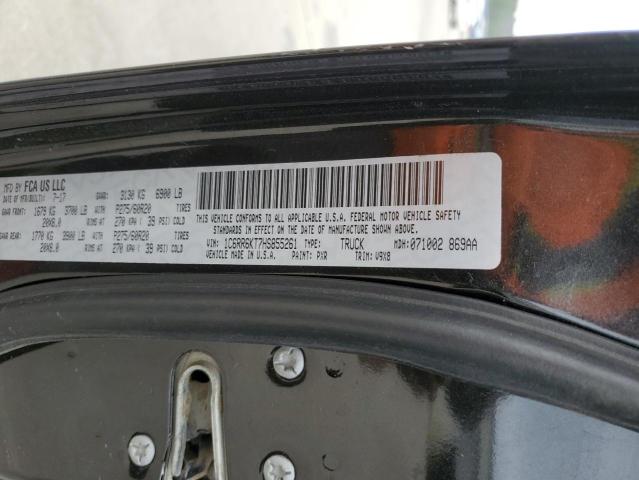 MFD BY FCA US LLC
DATE OF MFR/BUILT: 7-17 GVWR: 3130 KG 6900 LB
GAWR FRONT: 1679 KG 3700 LB WITH P275/60R20 TIRES
20X8.0 RIMS AT 270 KPA ( 39 PSI) COLD
GAWR REAR: 1770 KG 3900 LB WITH P275/60R20 TIRES
20X8.0 RIMS AT 270 KPA ( 39 PSI) COLD
THIS VEHICLE CONFORMS TO ALL APPLICABLE U.S.A. FEDERAL MOTOR VEHICLE SAFETY
STANDARDS IN EFFECT ON THE DATE OF MANUFACTURE SHOWN ABOVE.
VIN: 1C6RR6KT7HS855261 TRUCK MDH: 071002 869AA
VEHICLE MADE IN U.S.A. PAINT: PXR TRIM: V9X8